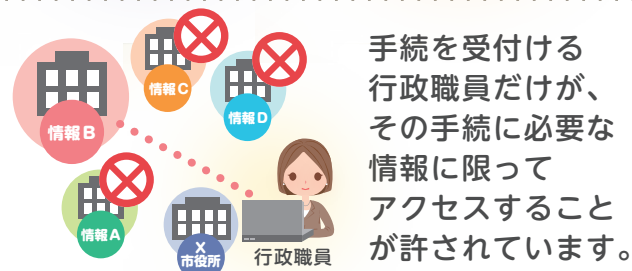 情報C
情報D
情報B
情報A
X
市役所
行政職員
手続を受付ける
行政職員だけが、
その手続に必要な
情報に限って
アクセスすること
が許されています。